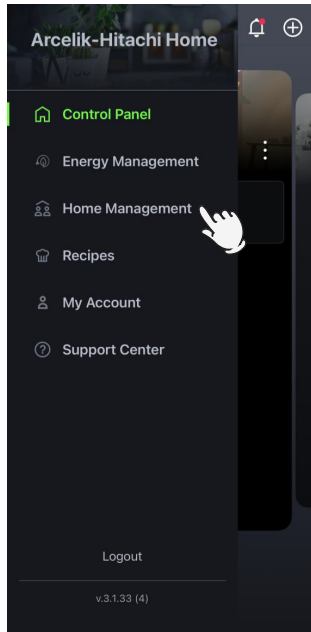 Arcelik-Hitachi Home
Control Panel
Energy Management
Home Management
Recipes
My Account
Support Center
Logout
v.3.1.33 (4)